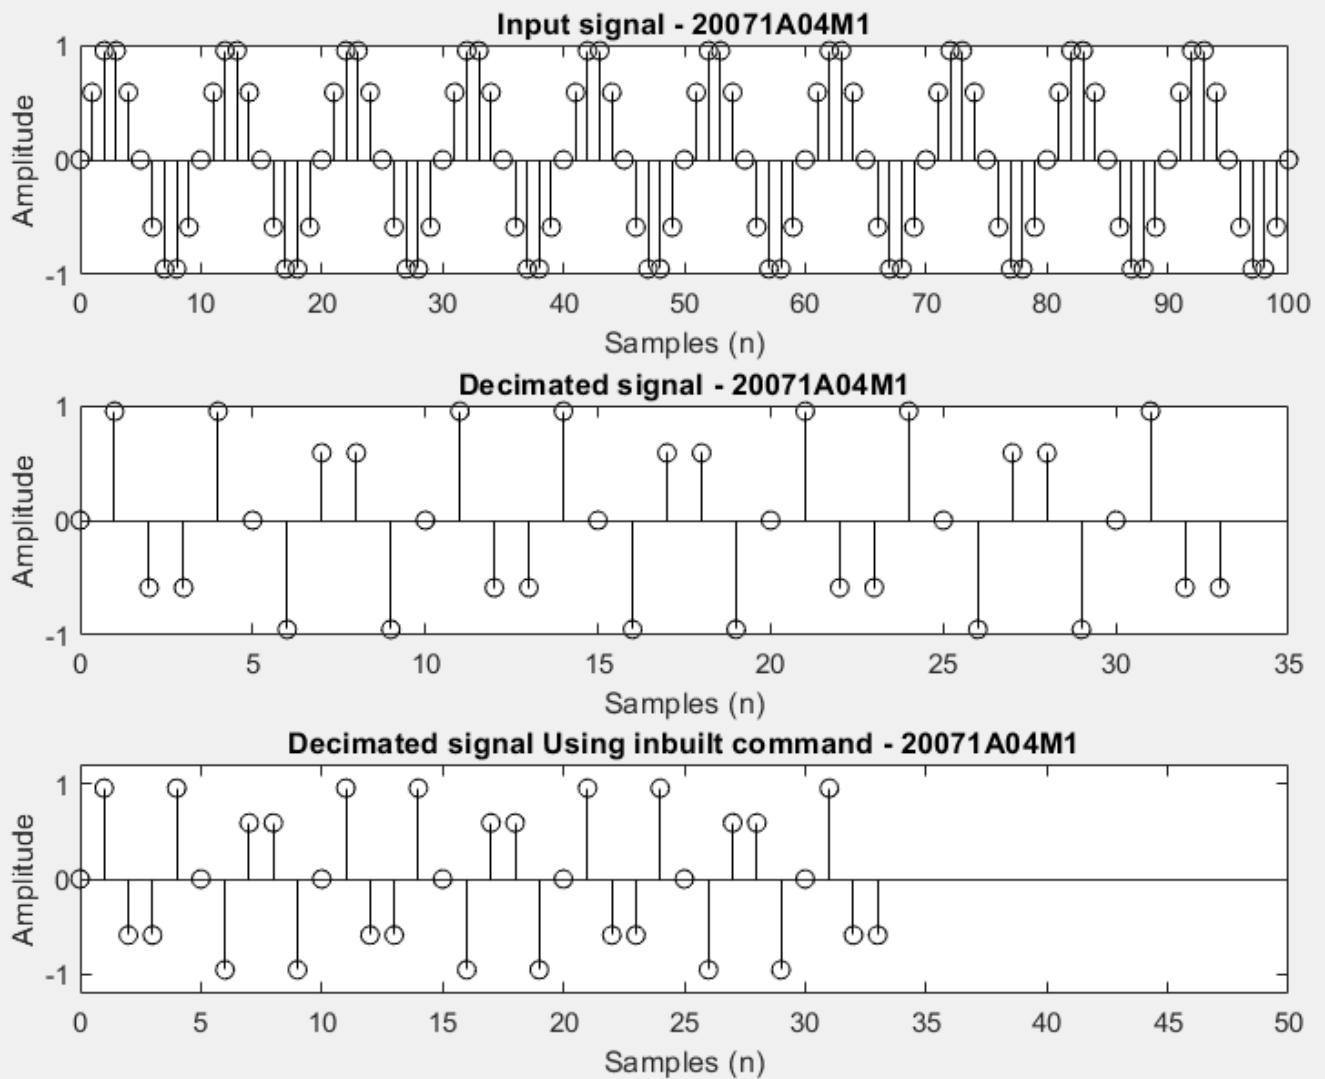 Input signal - 20071A04M1
1
0
-1
Amplitude
0 10 20 30 40 50 60 70 80 90 100
Samples (n)
Decimated signal - 20071A04M1
1
0
-1
Amplitude
0 5 10 15 20 25 30 35
Samples (n)
Decimated signal Using inbuilt command - 20071A04M1
1
0
-1
Amplitude
0 5 10 15 20 25 30 35 40 45 50
Samples (n)